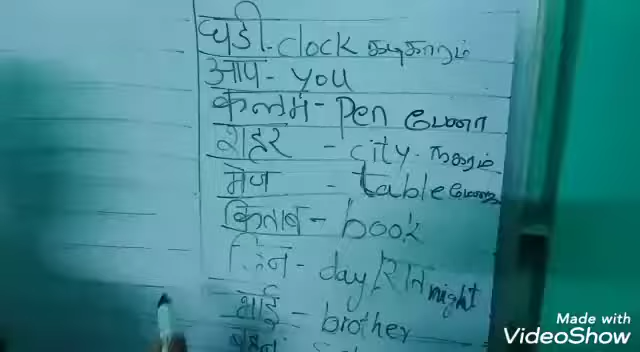 घडी - clock கடிகாரம்
आप - you
कलम - pen பேனா
शहर - city - நகரம்
मेज - table மேஜை
किताब - book
दिन - day / रात night
भाई - brother
बहन
Made with
VideoShow